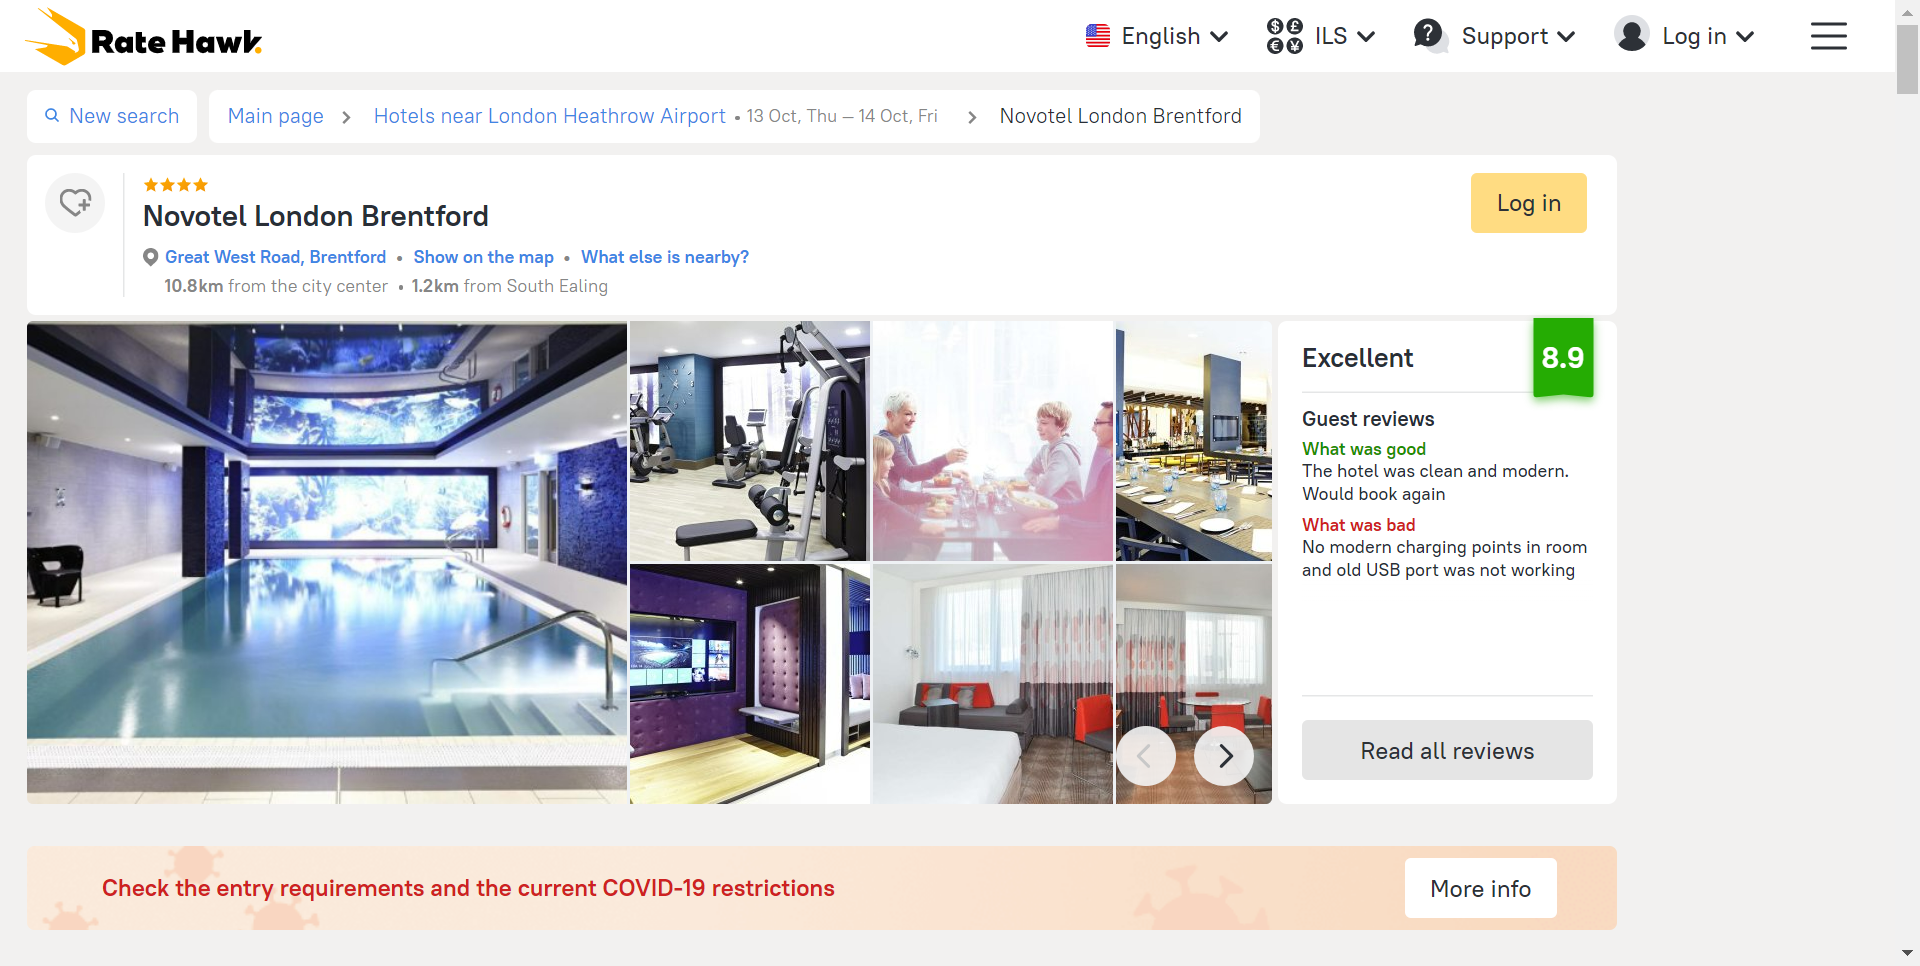 Rate Hawk.
English
ILS
Support
Log in
New search
Main page
Hotels near London Heathrow Airport • 13 Oct, Thu — 14 Oct, Fri
Novotel London Brentford
Novotel London Brentford
Log in
Great West Road, Brentford • Show on the map • What else is nearby?
10.8km from the city center • 1.2km from South Ealing
Excellent
8.9
Guest reviews
What was good
The hotel was clean and modern.
Would book again
What was bad
No modern charging points in room
and old USB port was not working
Read all reviews
Check the entry requirements and the current COVID-19 restrictions
More info